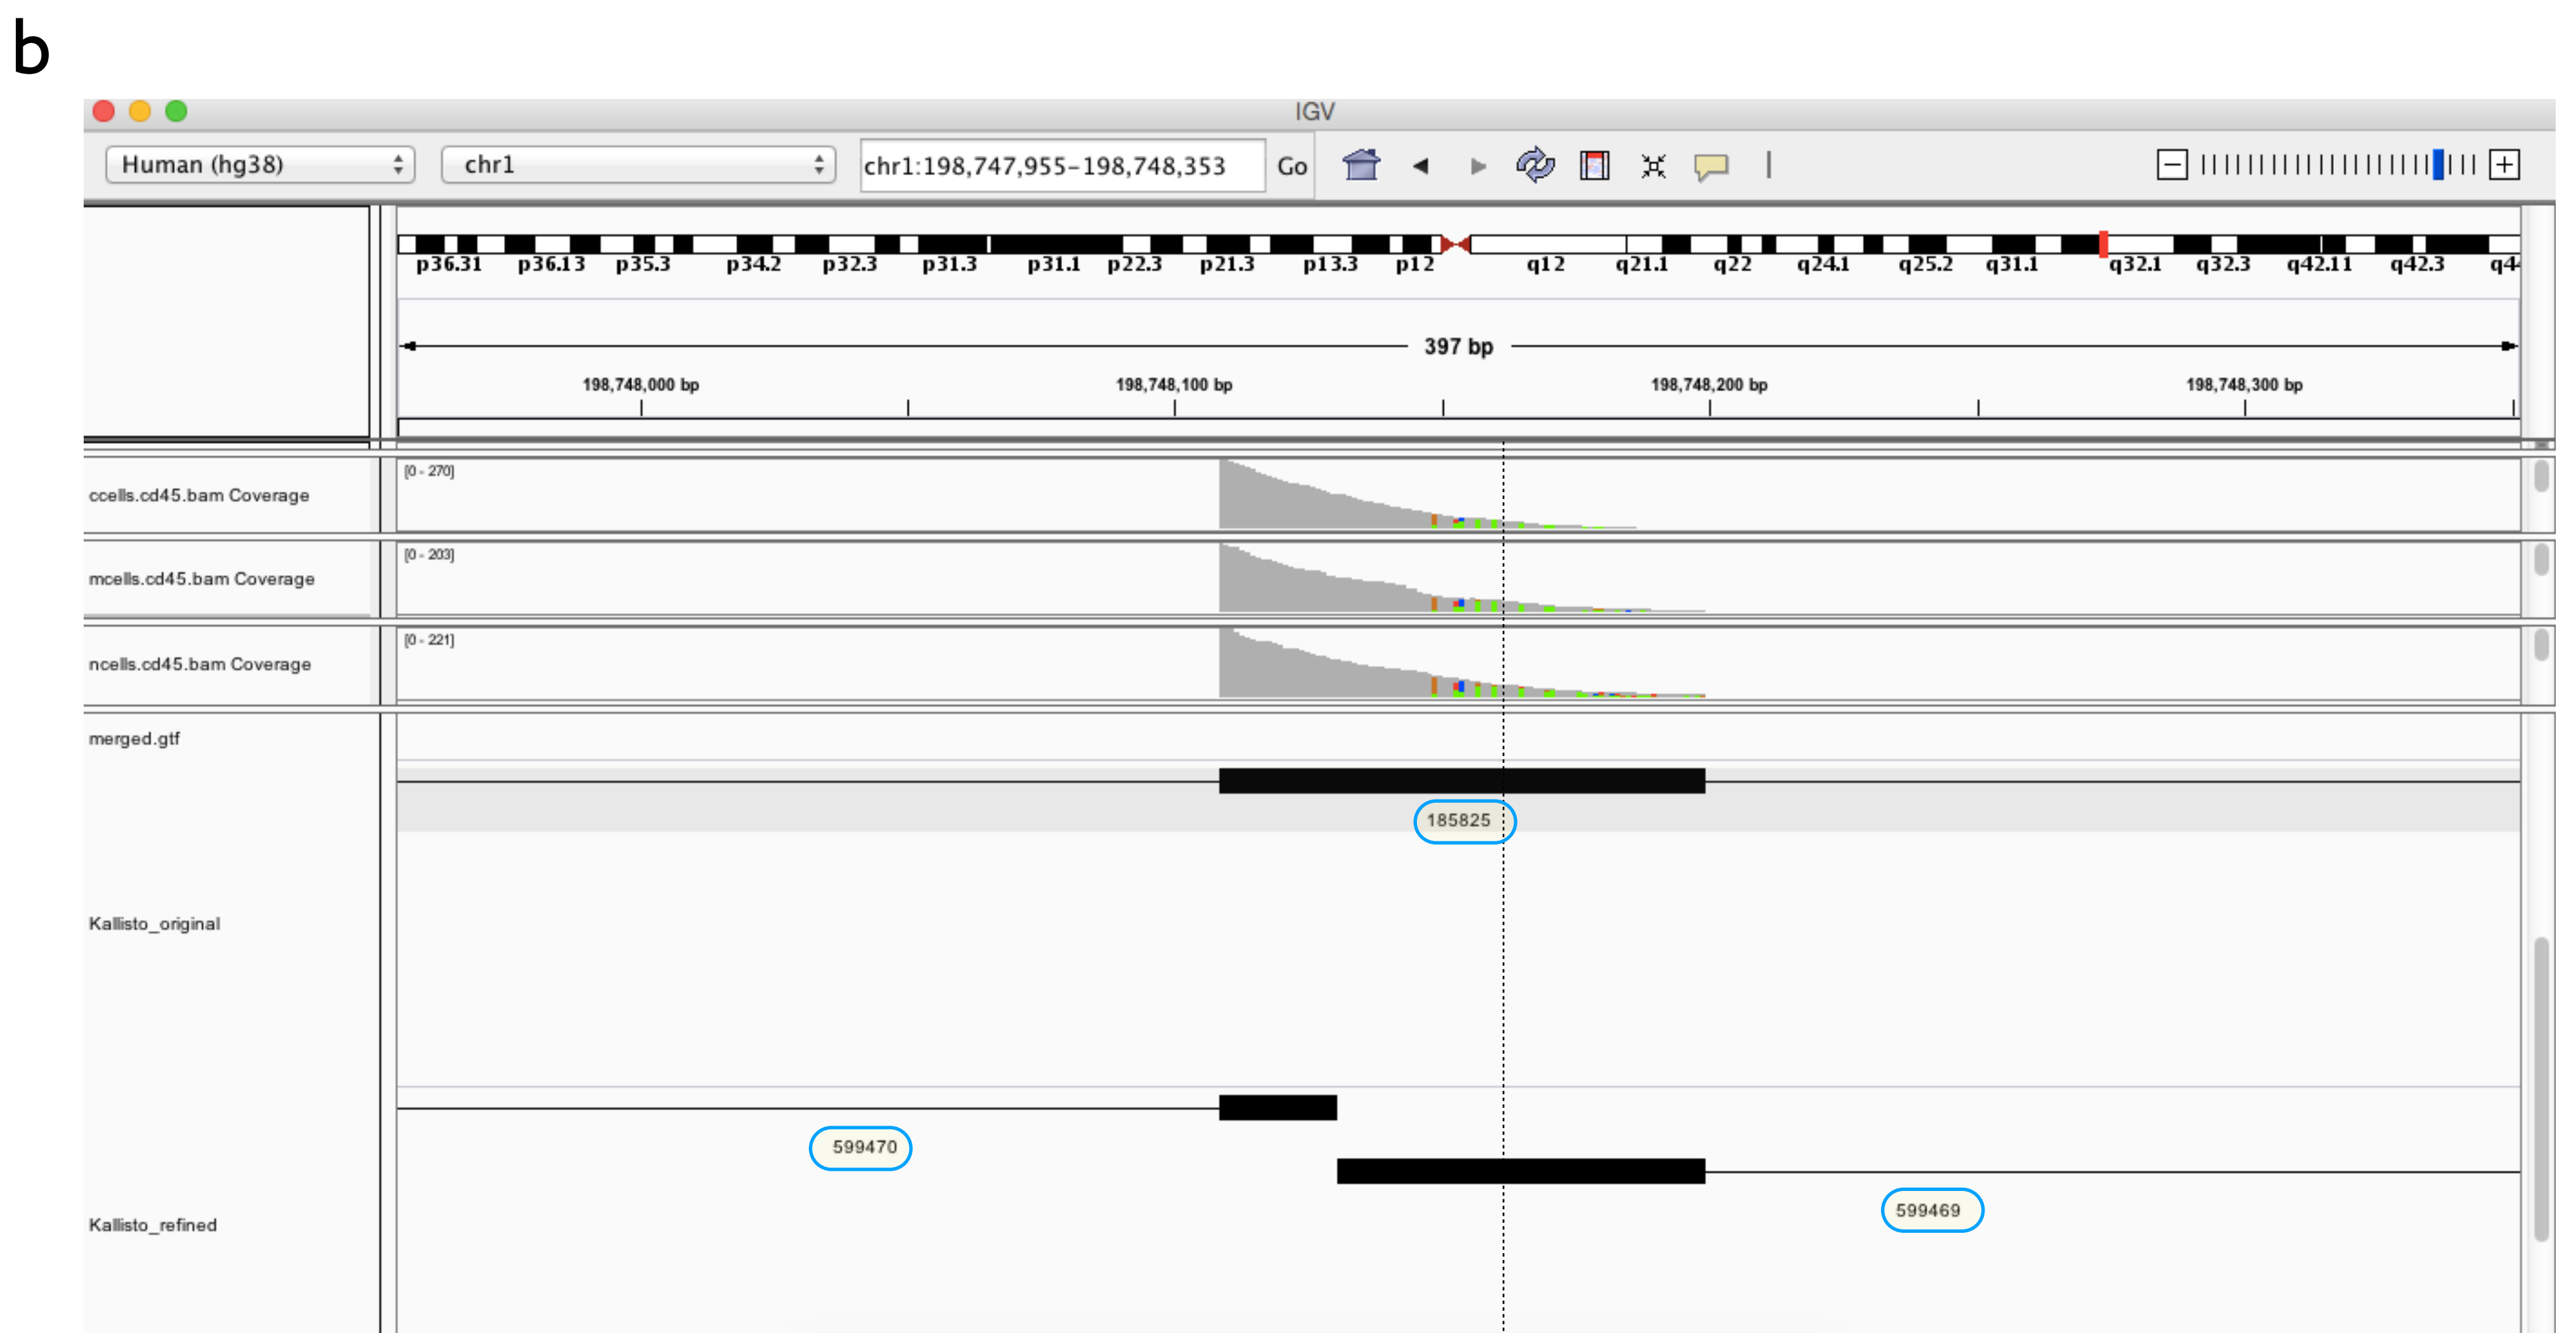 b
IGV
Human (hg38) chr1 chr1:198,747,955-198,748,353 Go
p36.31 p36.13 p35.3 p34.2 p32.3 p31.3 p31.1 p22.3 p21.3 p13.3 p12 q12 q21.1 q22 q24.1 q25.2 q31.1 q32.1 q32.3 q42.11 q42.3 q4
397 bp
198,748,000 bp 198,748,100 bp 198,748,200 bp 198,748,300 bp
[0 - 270]
ccells.cd45.bam Coverage
[0 - 203]
mcells.cd45.bam Coverage
[0 - 221]
ncells.cd45.bam Coverage
merged.gtf
185825
Kallisto_original
599470
599469
Kallisto_refined